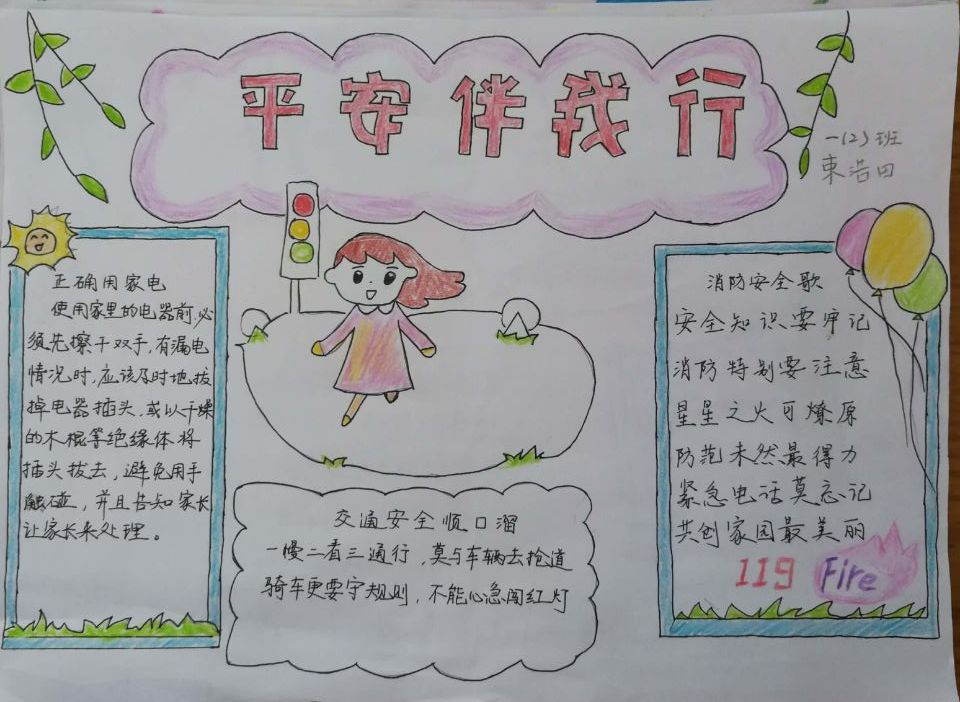 平安伴我行
一(2)班
束浩田
正确用家电
使用家里的电器前,必
须先擦干双手,有漏电
情况时,应该及时地拔
掉电器插头,或以干燥
的木棍等绝缘体将
插头拔去,避免用手
触碰,并且告知家长
让家长来处理。
交通安全顺口溜
一慢二看三通行,莫与车辆去抢道
骑车更要守规则,不能心急闯红灯
消防安全歌
安全知识要牢记
消防特别要注意
星星之火可燎原
防范未然最得力
紧急电话莫忘记
共创家园最美丽
119 Fire